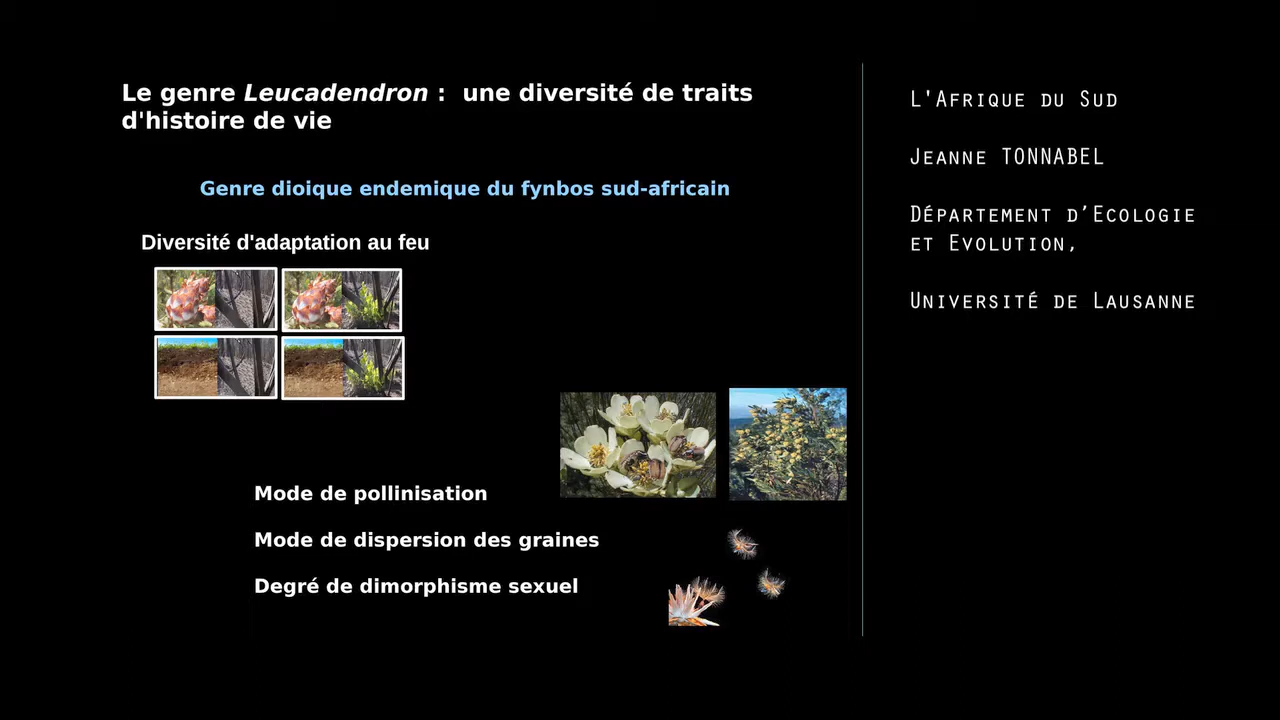 Le genre Leucadendron : une diversité de traits
d'histoire de vie
Genre dioique endemique du fynbos sud-africain
Diversité d'adaptation au feu
Mode de pollinisation
Mode de dispersion des graines
Degré de dimorphisme sexuel
L'Afrique du Sud
Jeanne TONNABEL
Département d’Ecologie
et Evolution,
Université de Lausanne